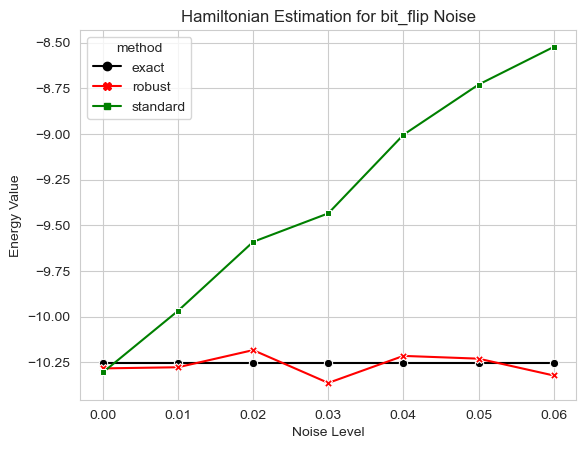 Hamiltonian Estimation for bit_flip Noise
method
exact
robust
standard
−8.50
−8.75
−9.00
−9.25
−9.50
−9.75
−10.00
−10.25
Energy Value
0.00 0.01 0.02 0.03 0.04 0.05 0.06
Noise Level